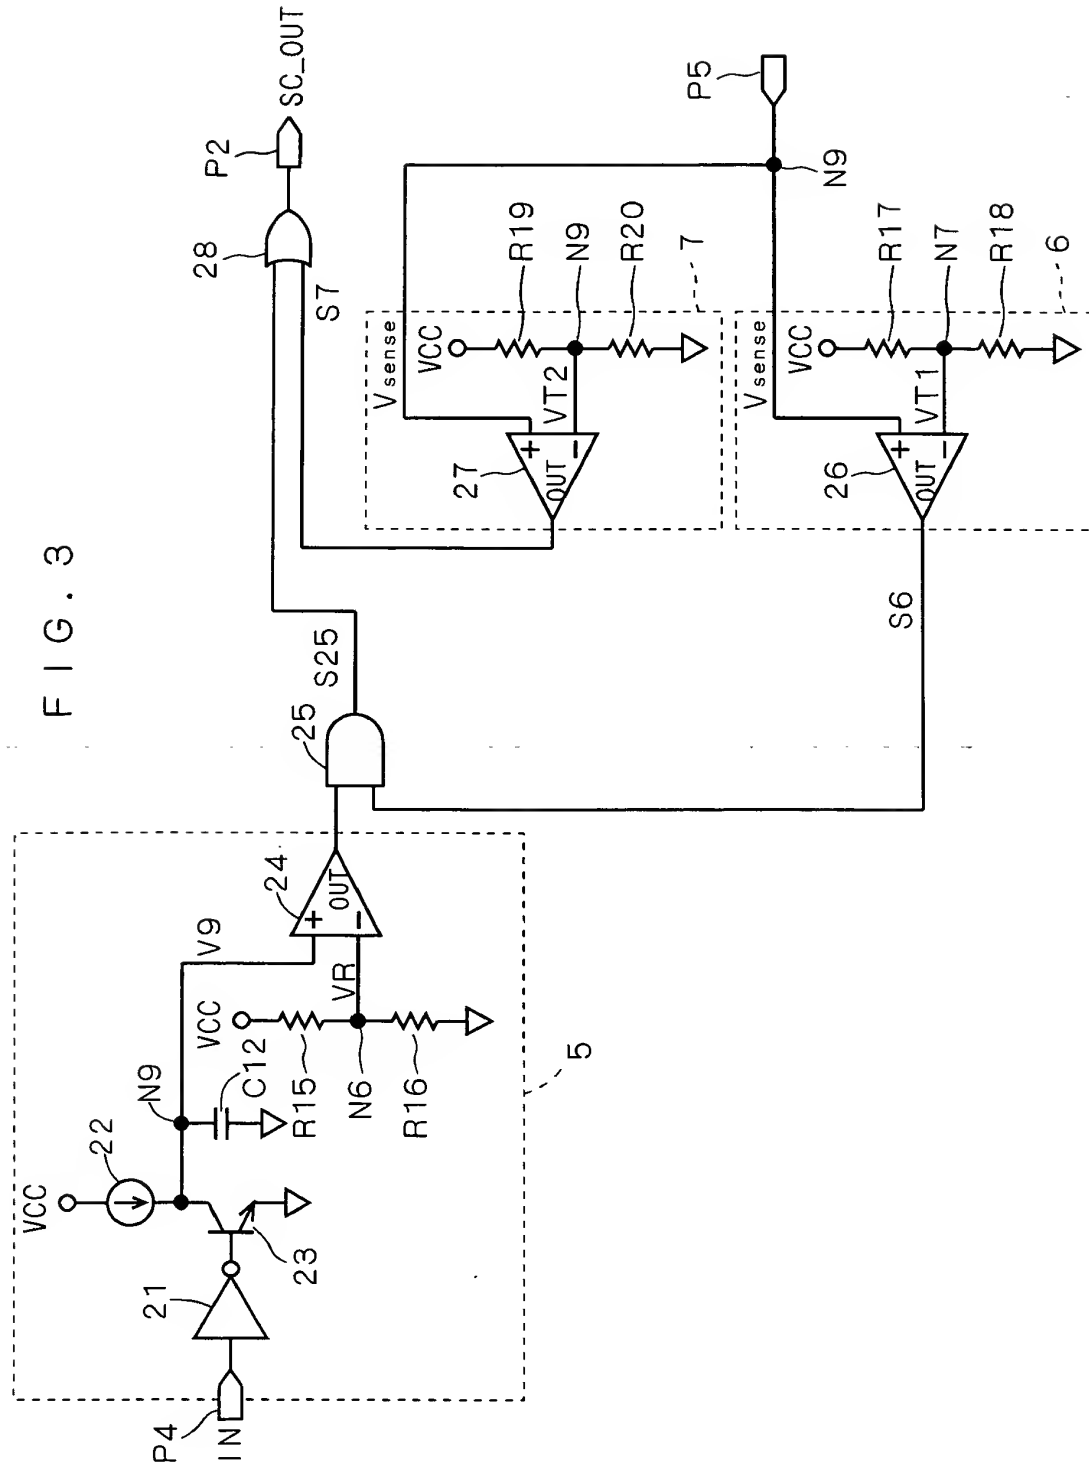 FIG. 3
P4
IN
21
VCC
22
23
N9
C12
V9
VCC
R15
N6
R16
VR
24
+
−
OUT
5
25
S25
S6
28
S7
P2
SC_OUT
Vsense
27
+
−
OUT
VT2
VCC
R19
N9
R20
7
P5
N9
Vsense
26
+
−
OUT
VT1
VCC
R17
N7
R18
6